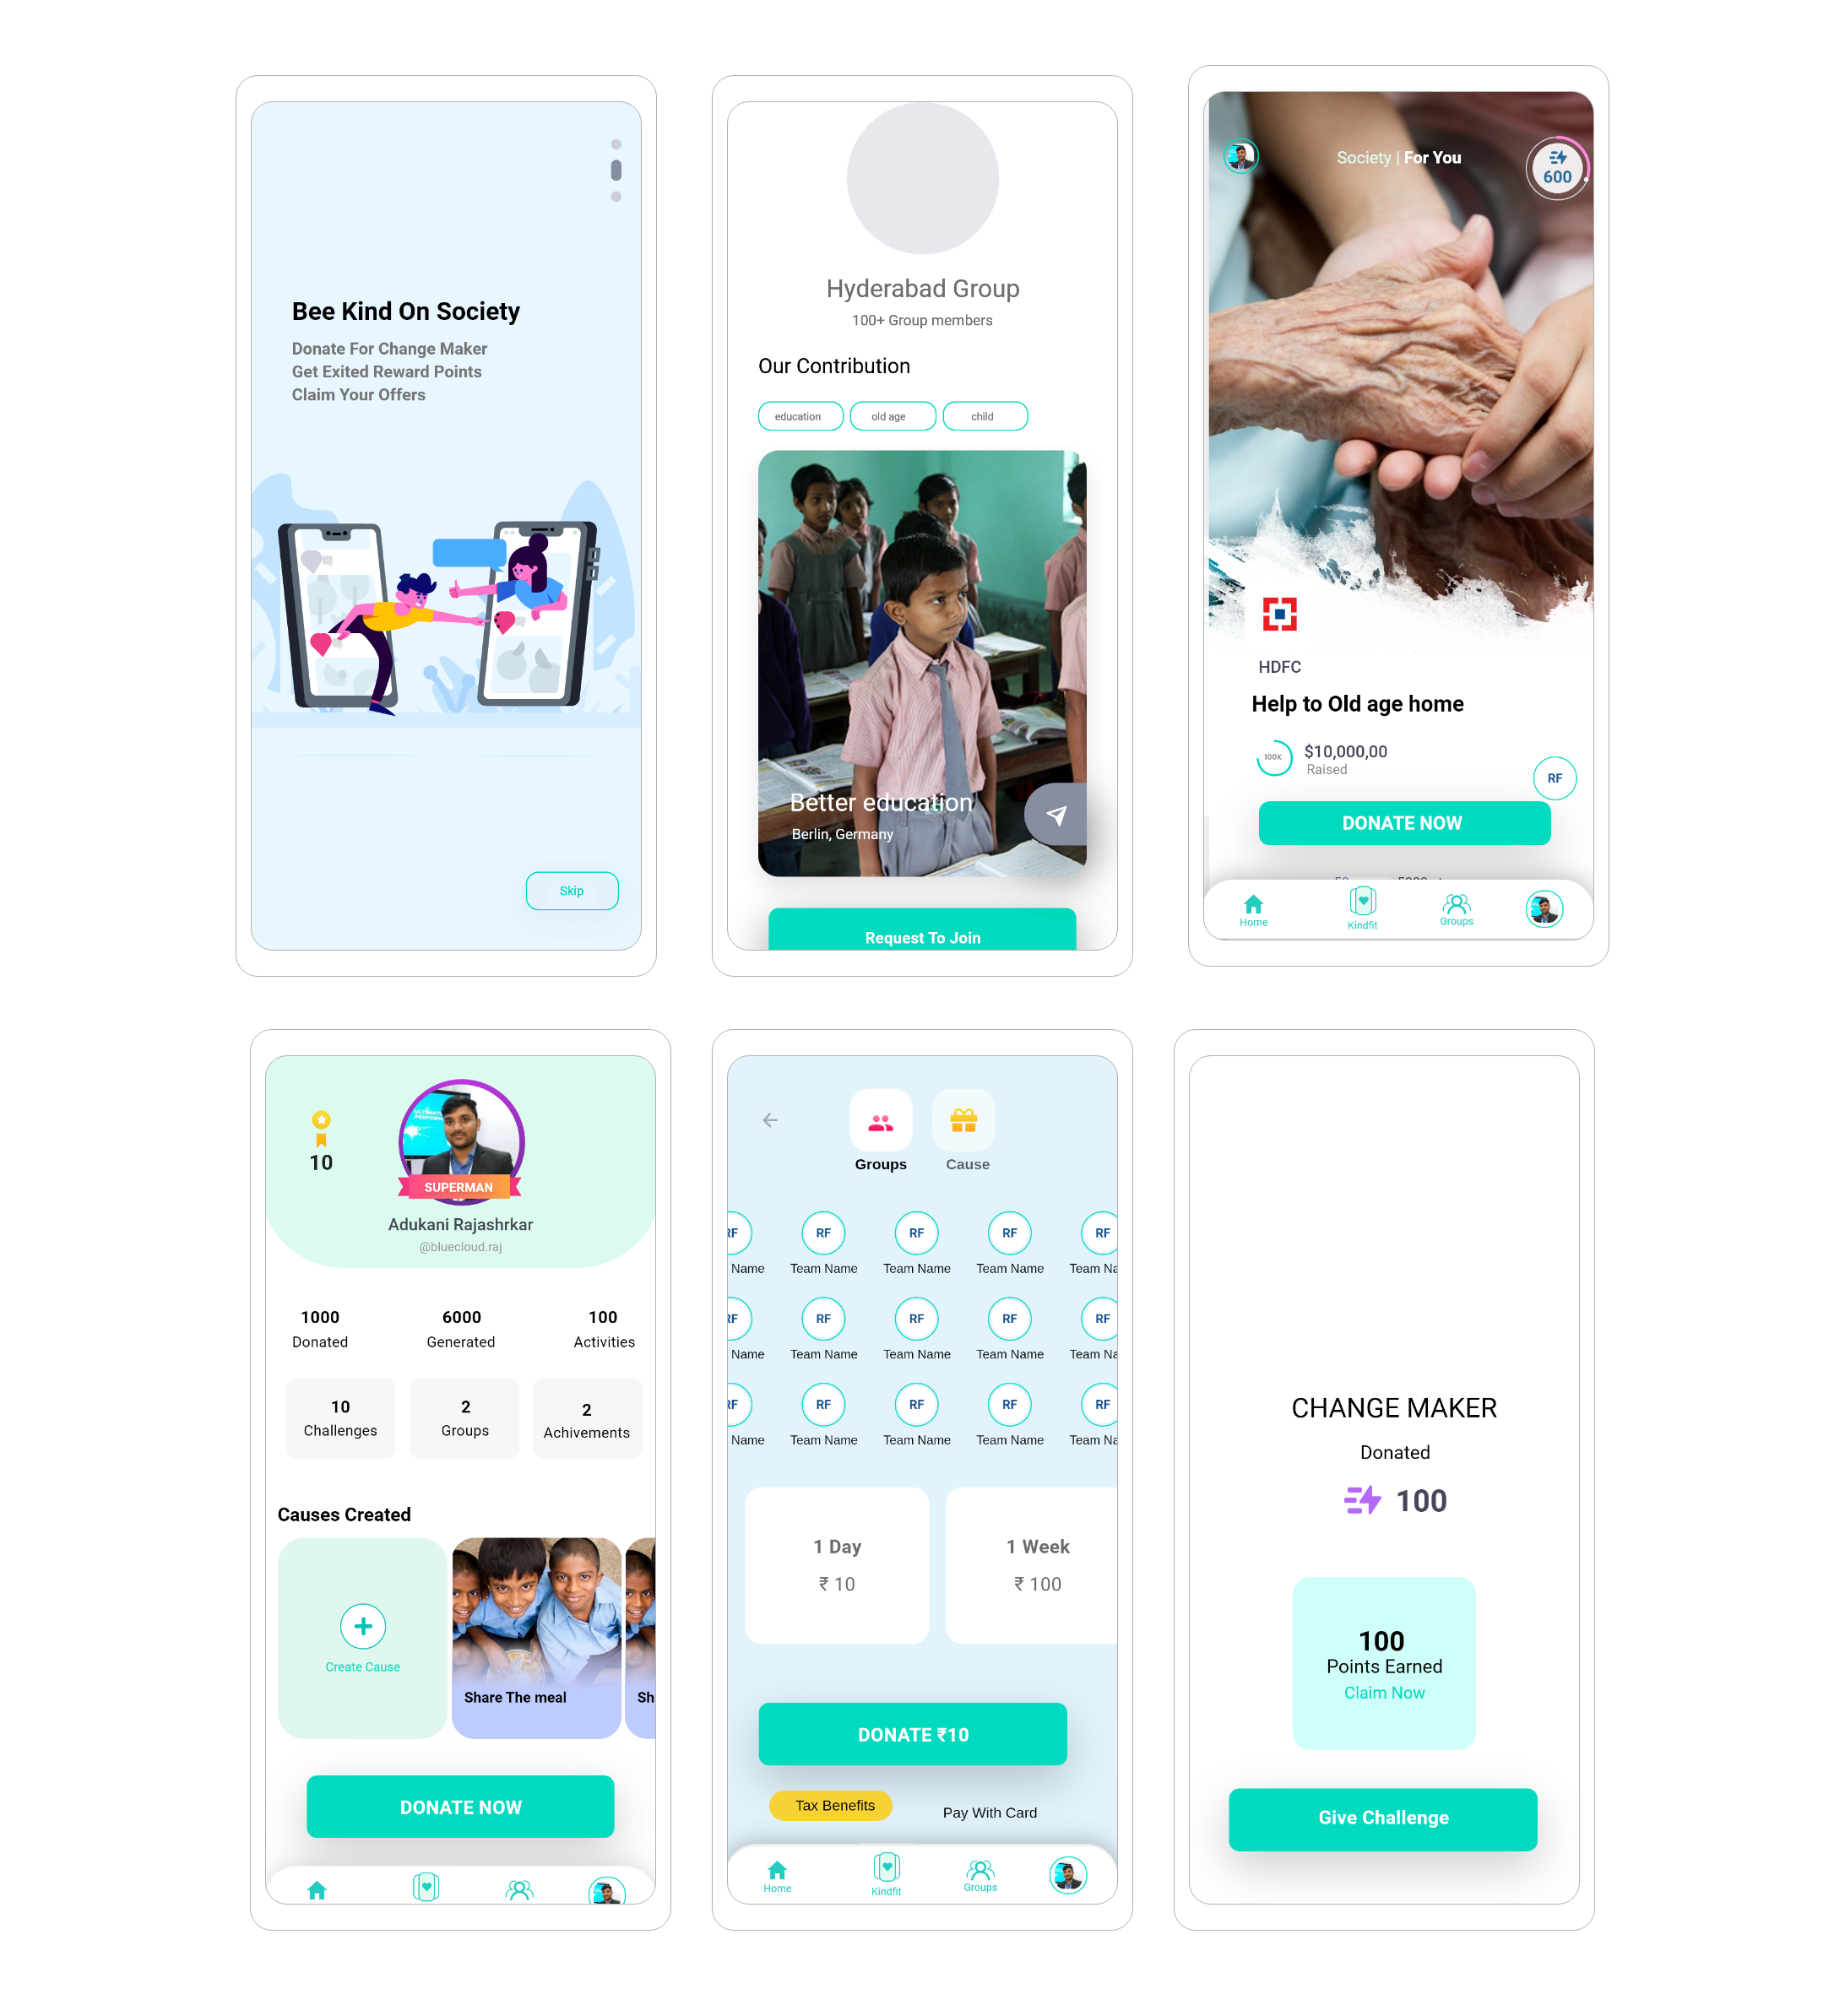 Bee Kind On Society
Donate For Change Maker
Get Exited Reward Points
Claim Your Offers
Skip
Hyderabad Group
100+ Group members
Our Contribution
education
old age
child
Better education
Berlin, Germany
Request To Join
Society | For You
600
HDFC
Help to Old age home
100K
$10,000,00
Raised
RF
DONATE NOW
Home
Kindfit
Groups
10
SUPERMAN
Adukani Rajashrkar
@bluecloud.raj
1000
6000
100
Donated
Generated
Activities
10
2
2
Challenges
Groups
Achivements
Causes Created
Create Cause
Share The meal
Sh
DONATE NOW
Groups
Cause
RF RF RF RF RF
Name Team Name Team Name Team Name Team Na
RF RF RF RF RF
Name Team Name Team Name Team Name Team Na
RF RF RF RF RF
Name Team Name Team Name Team Name Team Na
1 Day
1 Week
₹ 10
₹ 100
DONATE ₹10
Tax Benefits
Pay With Card
Home
Kindfit
Groups
CHANGE MAKER
Donated
100
100
Points Earned
Claim Now
Give Challenge